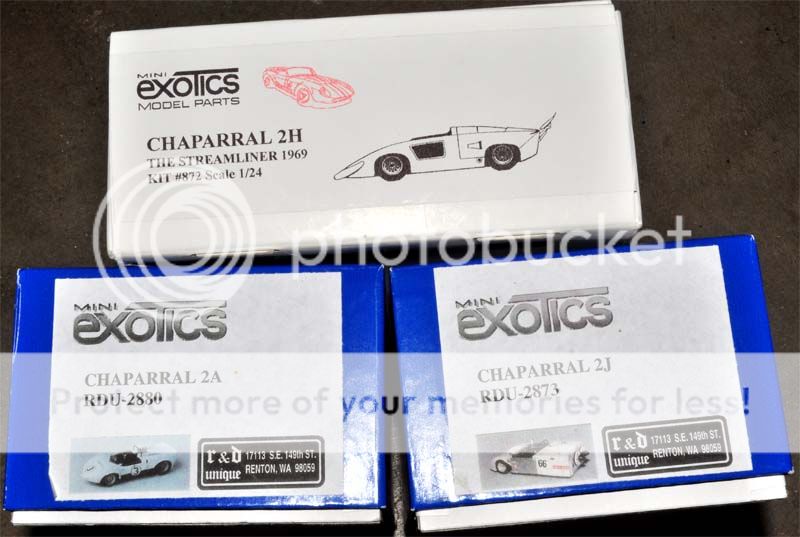 MINI
exotics
MODEL PARTS
CHAPARRAL 2H
THE STREAMLINER 1969
KIT #872 Scale 1/24
photobucket
MINI
exotics
CHAPARRAL 2A
RDU-2880
3
r & d
unique
17113 S.E. 149th ST.
RENTON, WA 98059
MINI
exotics
CHAPARRAL 2J
RDU-2873
66
r & d
unique
17113 S.E. 149th ST.
RENTON, WA 98059
Protect more of your memories for less!